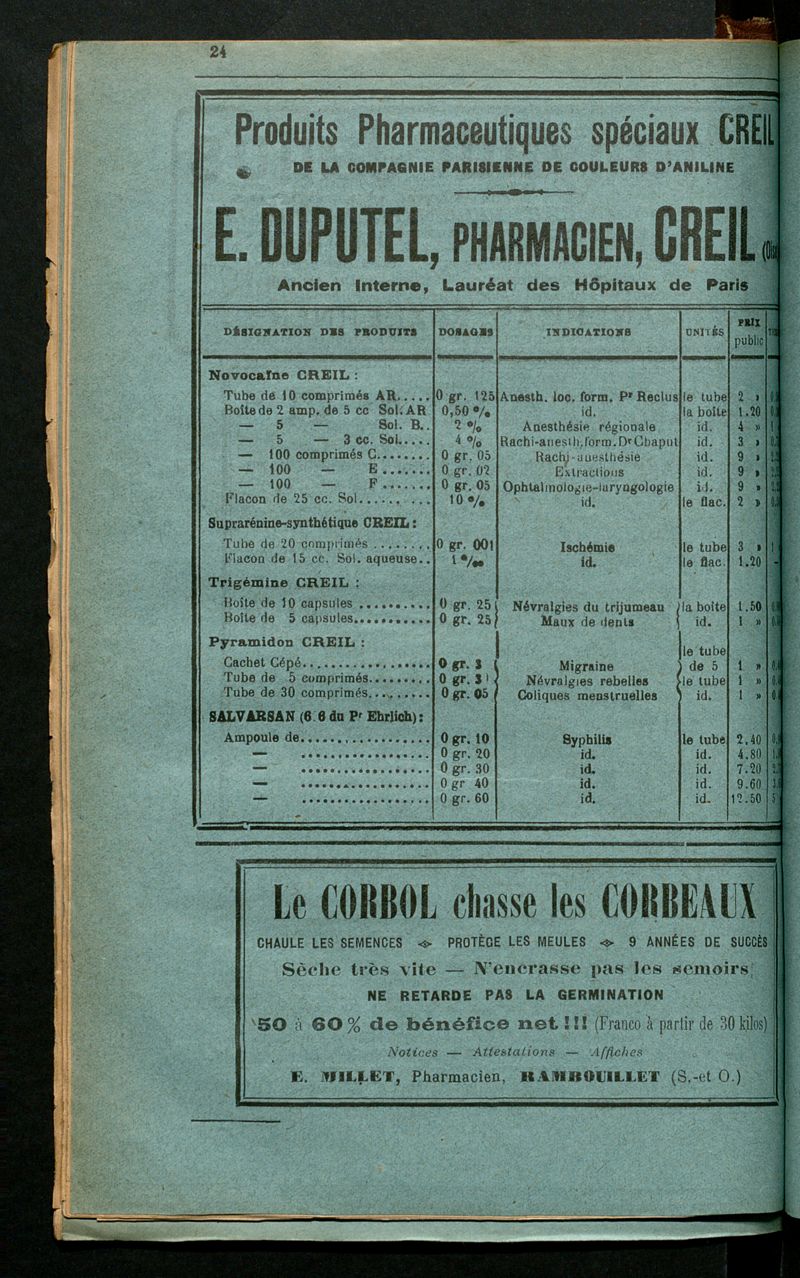 24
Produits Pharmaceutiques spéciaux CREIL
DE LA COMPAGNIE PARISIENNE DE COULEURS D'ANILINE
E. DUPUTEL, PHARMACIEN, CREIL
Ancien Interne, Lauréat des Hôpitaux de Paris
DÉSIGNATION DES PRODUITS DOSAGES INDICATIONS UNITÉS PRIX public
Novocaïne CREIL :
Tube de 10 comprimés AR..... 0 gr. 125 Anesth. loc. form. Pr Reclus le tube 2 »
Boîte de 2 amp. de 5 cc Sol. AR 0,50 % id. la boîte 1.20
— 5 — Sol. B.. 2 % Anesthésie régionale id. 4 »
— 5 — 3 cc. Sol..... 4 % Rachi-anesth. form. Dr Chaput id. 3 »
— 100 comprimés C........ 0 gr. 05 Rachi-anesthésie id. 9 »
— 100 — E....... 0 gr. 02 Extractions id. 9 »
— 100 — F....... 0 gr. 05 Ophtalmologie-laryngologie id. 9 »
Flacon de 25 cc. Sol.......... 10 % id. le flac. 2 »
Suprarénine-synthétique CREIL :
Tube de 20 comprimés ........ 0 gr. 001 Ischémie le tube 3 »
Flacon de 15 cc. Sol. aqueuse.. 1 ‰ id. le flac. 1.20
Trigémine CREIL :
Boîte de 10 capsules .......... 0 gr. 25 Névralgies du trijumeau la boîte 1.50
Boîte de 5 capsules........... 0 gr. 25 Maux de dents id. 1 »
Pyramidon CREIL :
le tube
Cachet Cépé................... 0 gr. 3 Migraine de 5 1 »
Tube de 5 comprimés......... 0 gr. 3 Névralgies rebelles le tube 1 »
Tube de 30 comprimés......... 0 gr. 05 Coliques menstruelles id. 1 »
SALVARSAN (6 6 du Pr Ehrlich) :
Ampoule de.................. 0 gr. 10 Syphilis le tube 2.40
— .................. 0 gr. 20 id. id. 4.80
— .................. 0 gr. 30 id. id. 7.20
— .................. 0 gr 40 id. id. 9.60
— .................. 0 gr. 60 id. id. 12.50
Le CORBOL chasse les CORBEAUX
CHAULE LES SEMENCES PROTÈGE LES MEULES 9 ANNÉES DE SUCCÈS
Sèche très vite — N'encrasse pas les semoirs
NE RETARDE PAS LA GERMINATION
50 à 60 % de bénéfice net !!! (Franco à partir de 30 kilos)
Notices — Attestations — Affiches
E. MILLET, Pharmacien, RAMBOUILLET (S.-et O.)